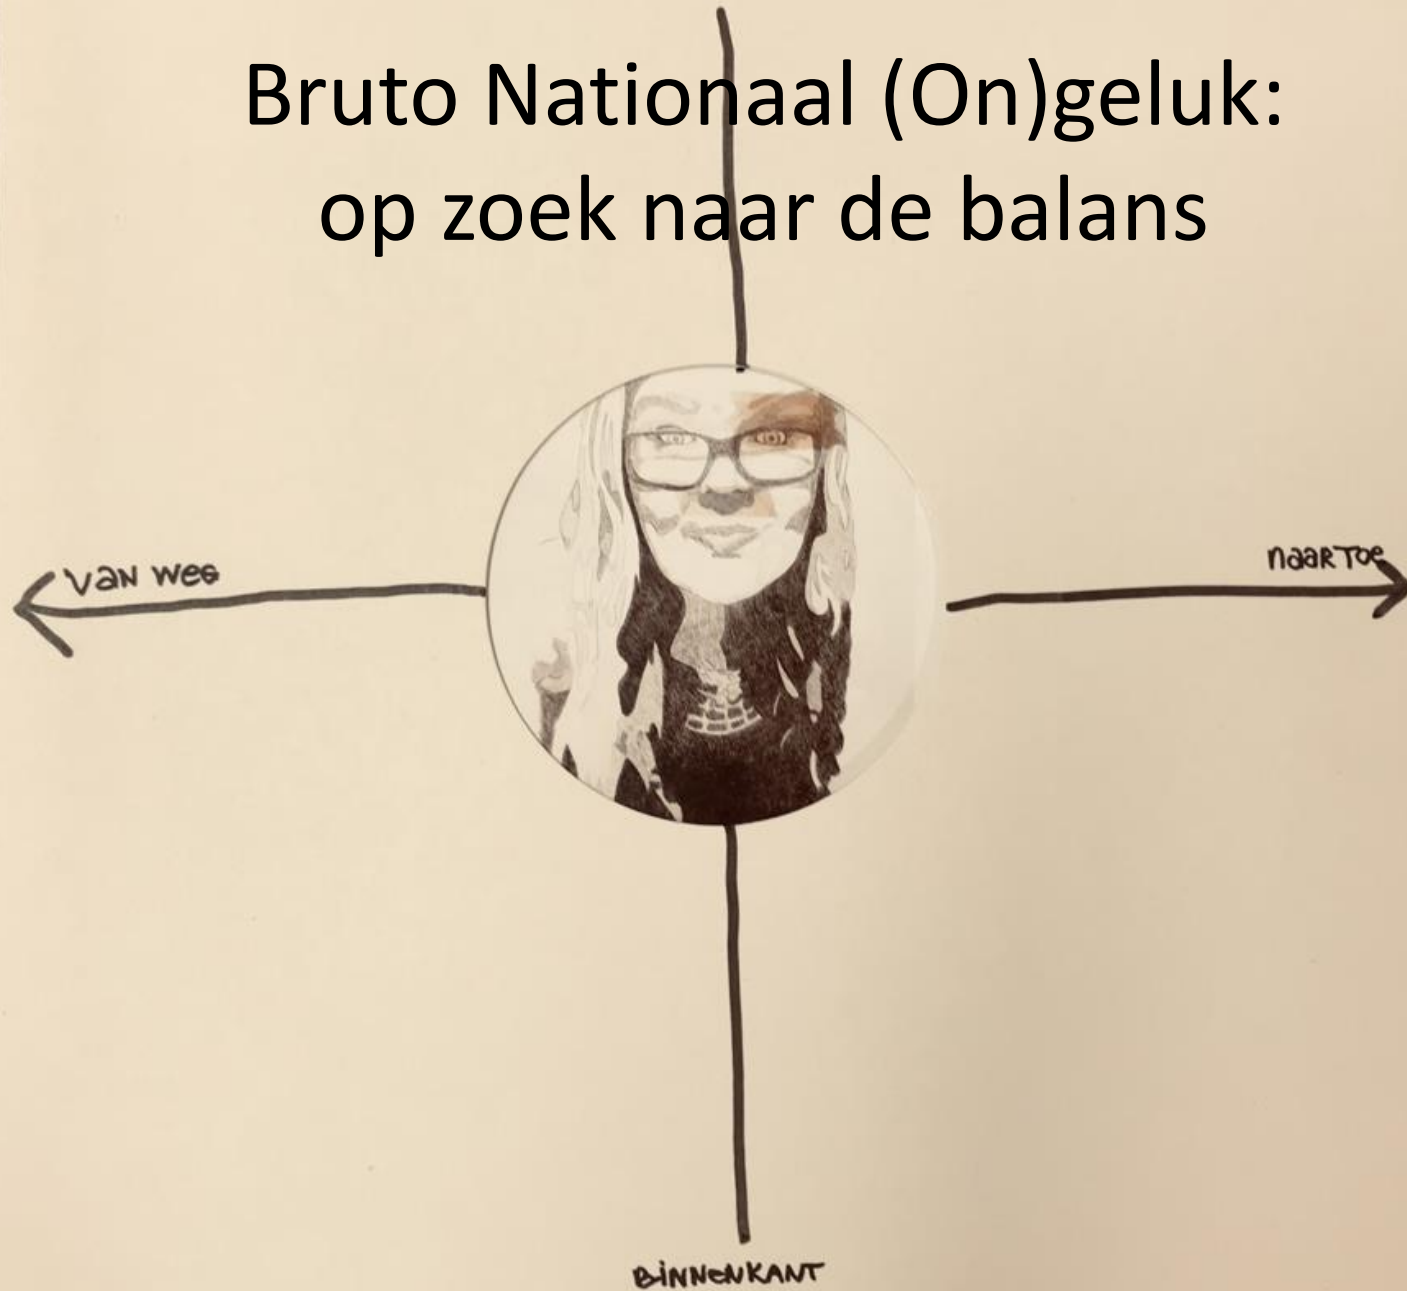 Bruto Nationaal (On)geluk:
op zoek naar de balans
van weg
naar toe
BiNNeNKANT